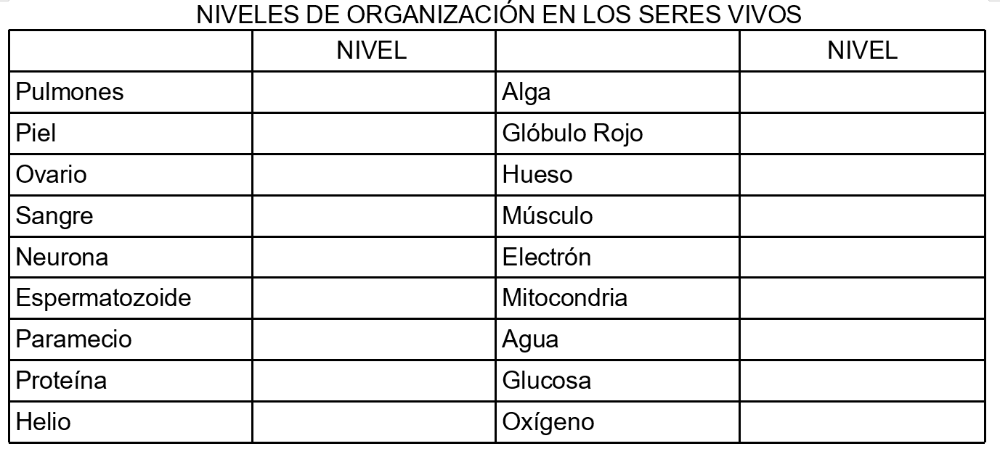 NIVELES DE ORGANIZACIÓN EN LOS SERES VIVOS
NIVEL NIVEL
Pulmones Alga
Piel Glóbulo Rojo
Ovario Hueso
Sangre Músculo
Neurona Electrón
Espermatozoide Mitocondria
Paramecio Agua
Proteína Glucosa
Helio Oxígeno